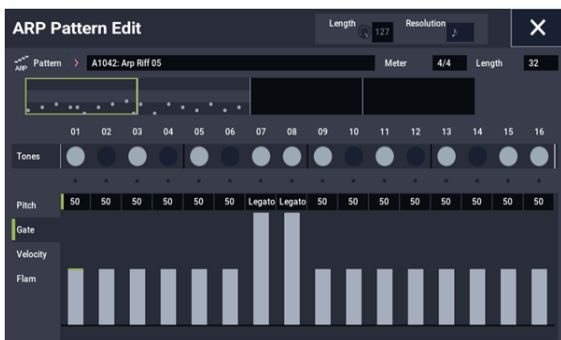 ARP Pattern Edit Length 127 Resolution ♪ X
ARP Pattern > A1042: Arp Riff 05 Meter 4/4 Length 32
01 02 03 04 05 06 07 08 09 10 11 12 13 14 15 16
Tones
Pitch 50 50 50 50 50 50 Legato Legato 50 50 50 50 50 50 50 50
Gate
Velocity
Flam